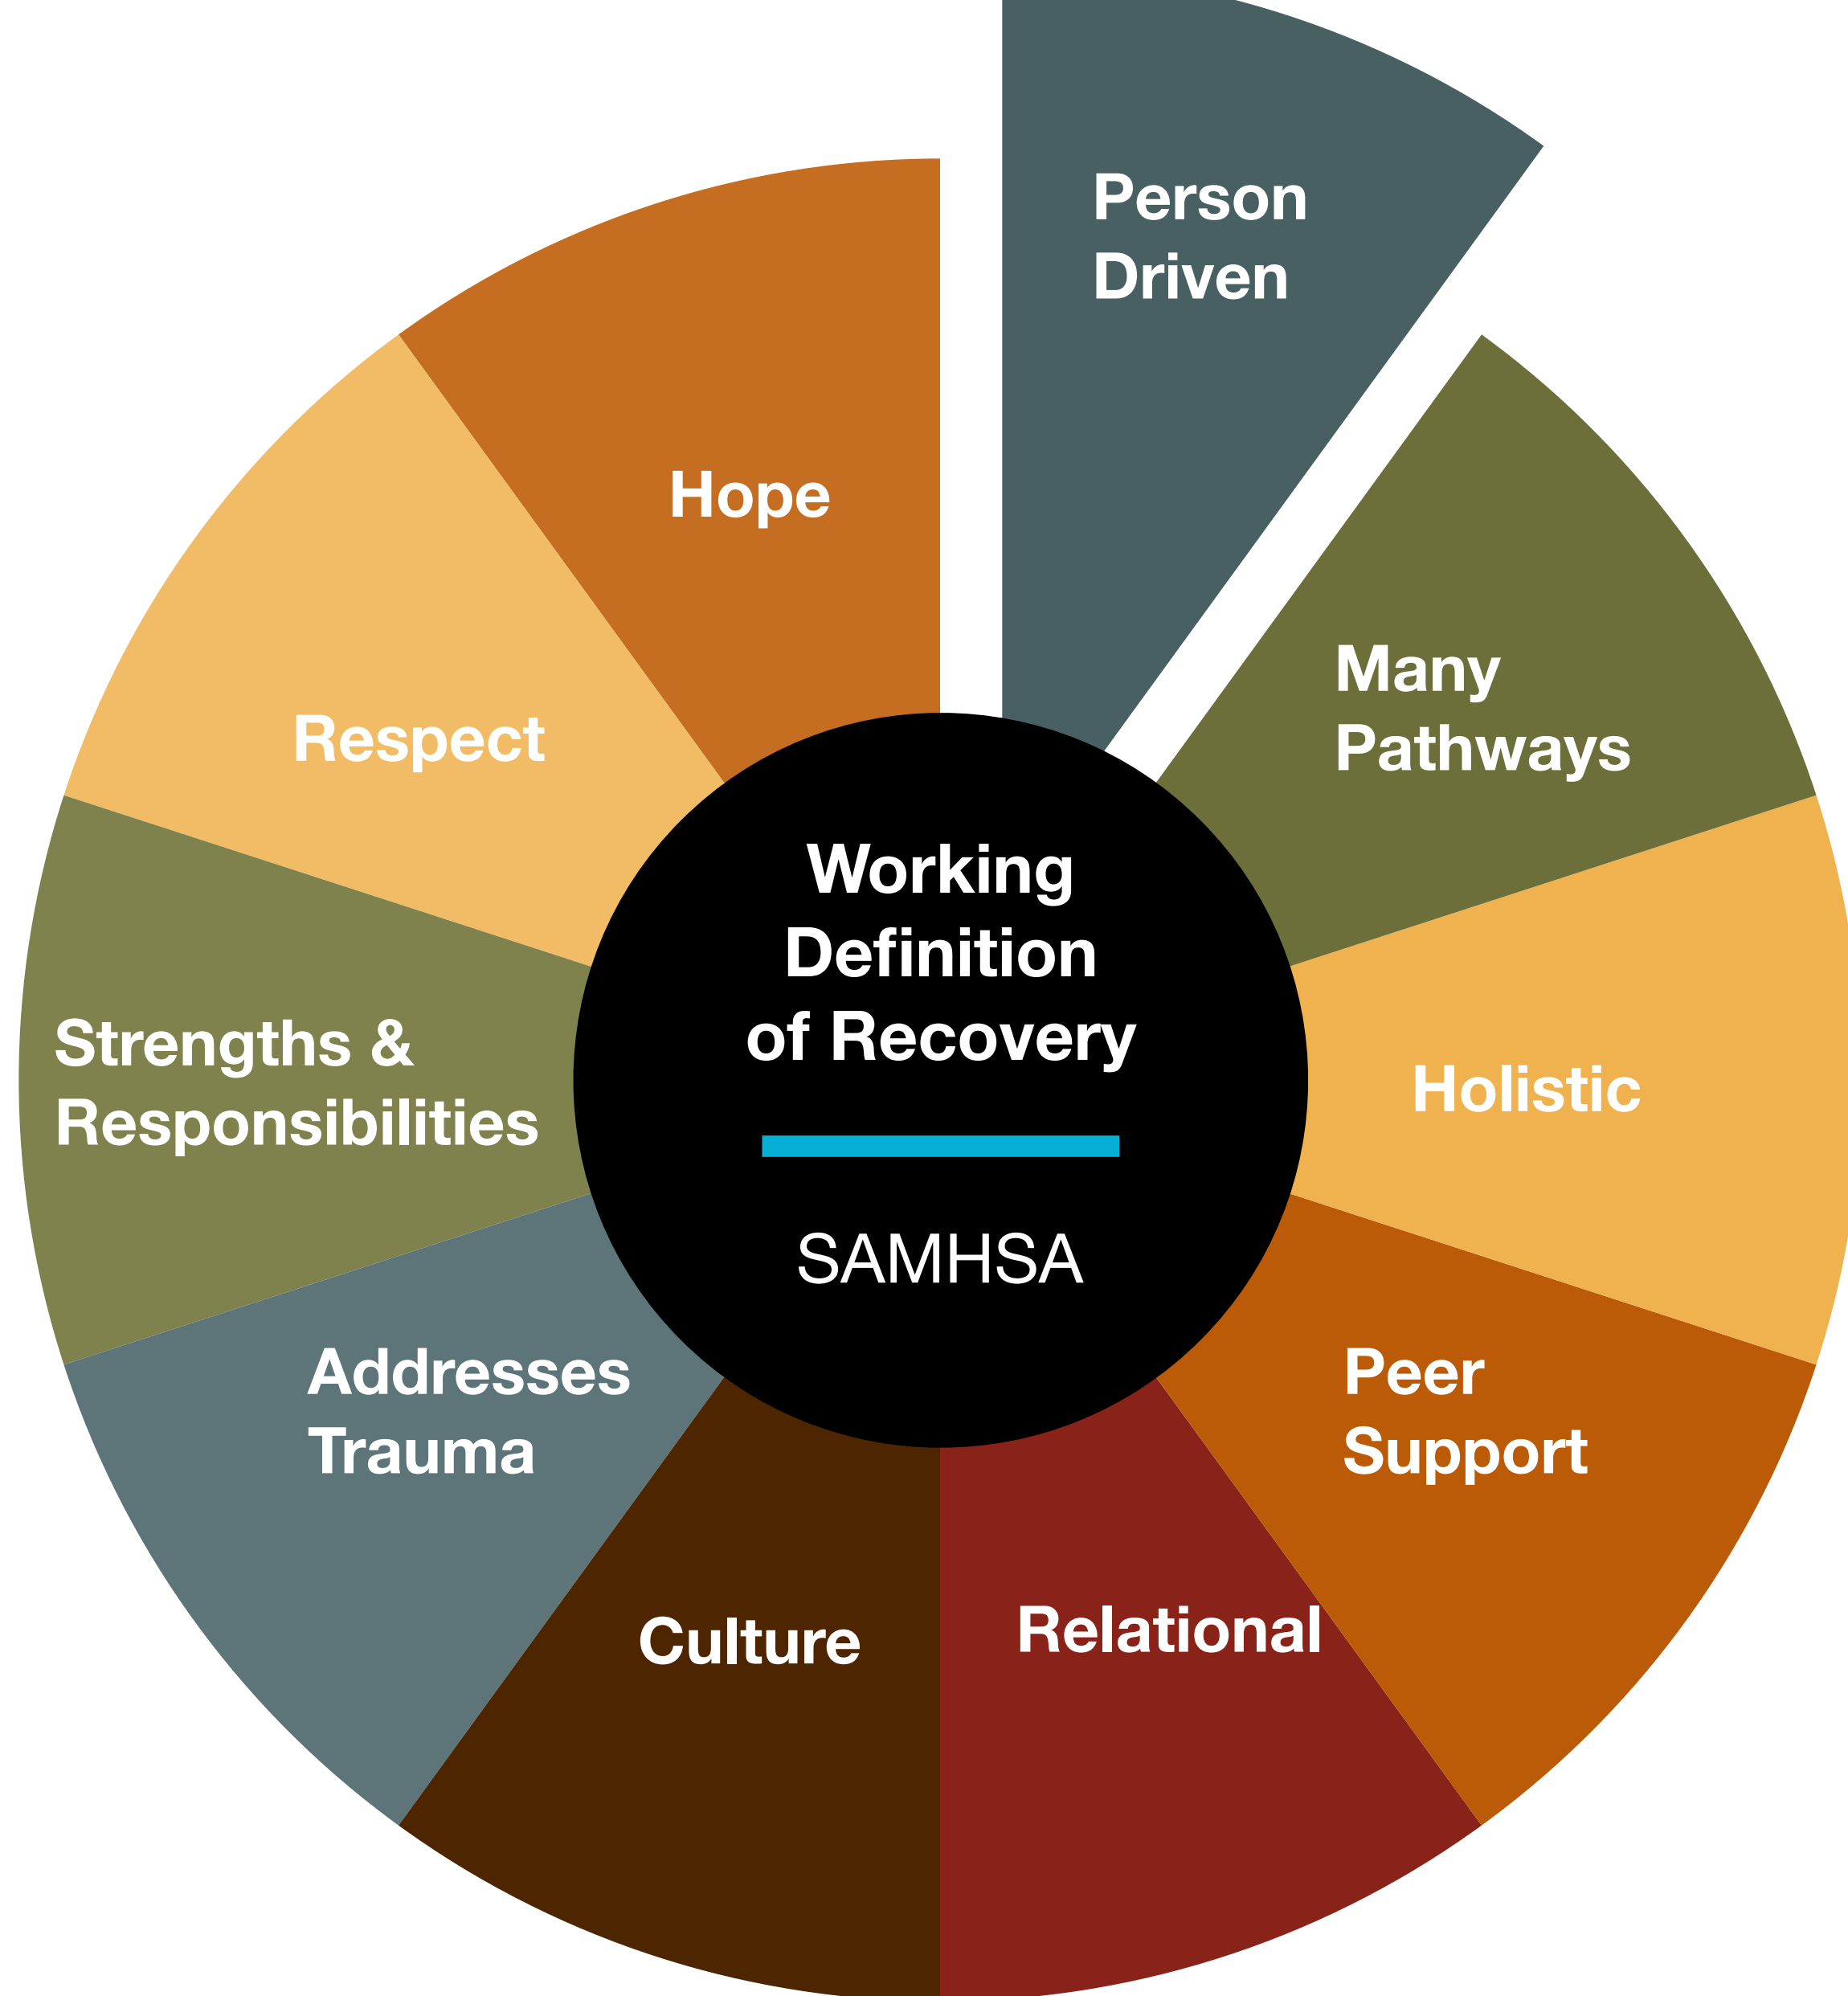 Person
Driven
Many
Pathways
Holistic
Peer
Support
Relational
Culture
Addresses
Trauma
Strengths &
Responsibilities
Respect
Hope
Working
Definition
of Recovery
SAMHSA